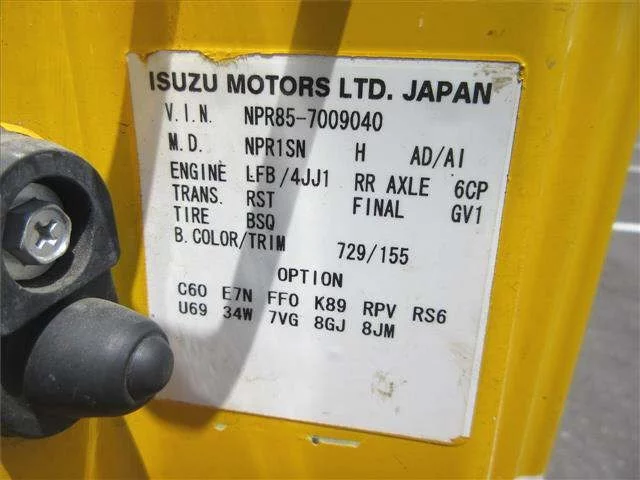 ISUZU MOTORS LTD. JAPAN
V.I.N. NPR85-7009040
M.D. NPR1SN H AD/AI
ENGINE LFB/4JJ1 RR AXLE 6CP
TRANS. RST FINAL GV1
TIRE BSQ
B.COLOR/TRIM 729/155
OPTION
C60 E7N FF0 K89 RPV RS6
U69 34W 7VG 8GJ 8JM